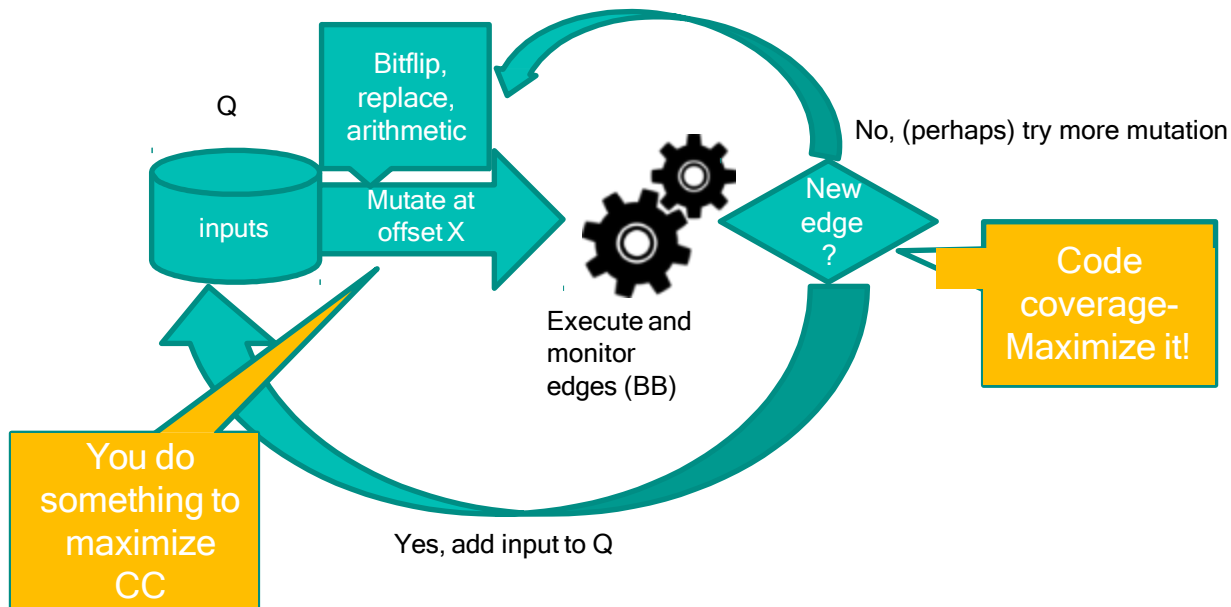 Bitflip,
replace,
arithmetic
Q
No, (perhaps) try more mutation
inputs
Mutate at
offset X
New
edge
?
Code
coverage-
Maximize it!
Execute and
monitor
edges (BB)
You do
something to
maximize
CC
Yes, add input to Q